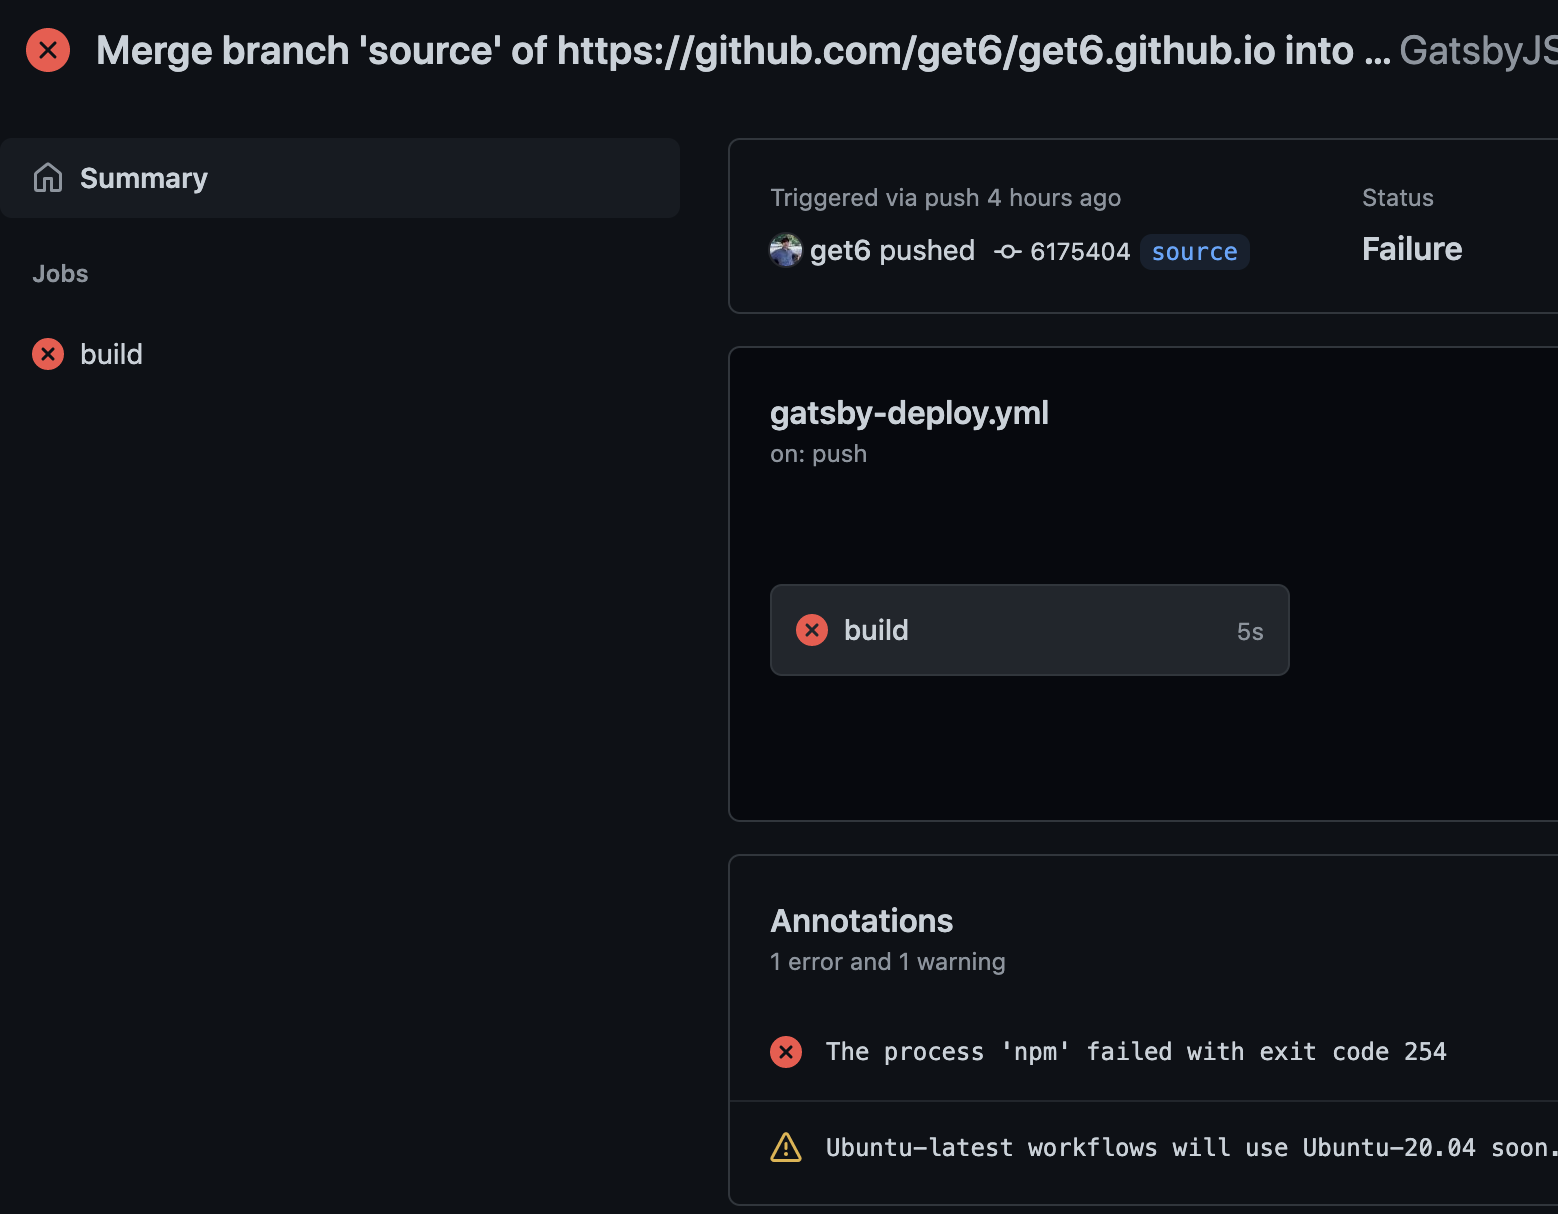 Merge branch 'source' of https://github.com/get6/get6.github.io into ... GatsbyJS
Summary
Jobs
build
Triggered via push 4 hours ago
get6 pushed 6175404 source
Status
Failure
gatsby-deploy.yml
on: push
build 5s
Annotations
1 error and 1 warning
The process 'npm' failed with exit code 254
Ubuntu-latest workflows will use Ubuntu-20.04 soon.